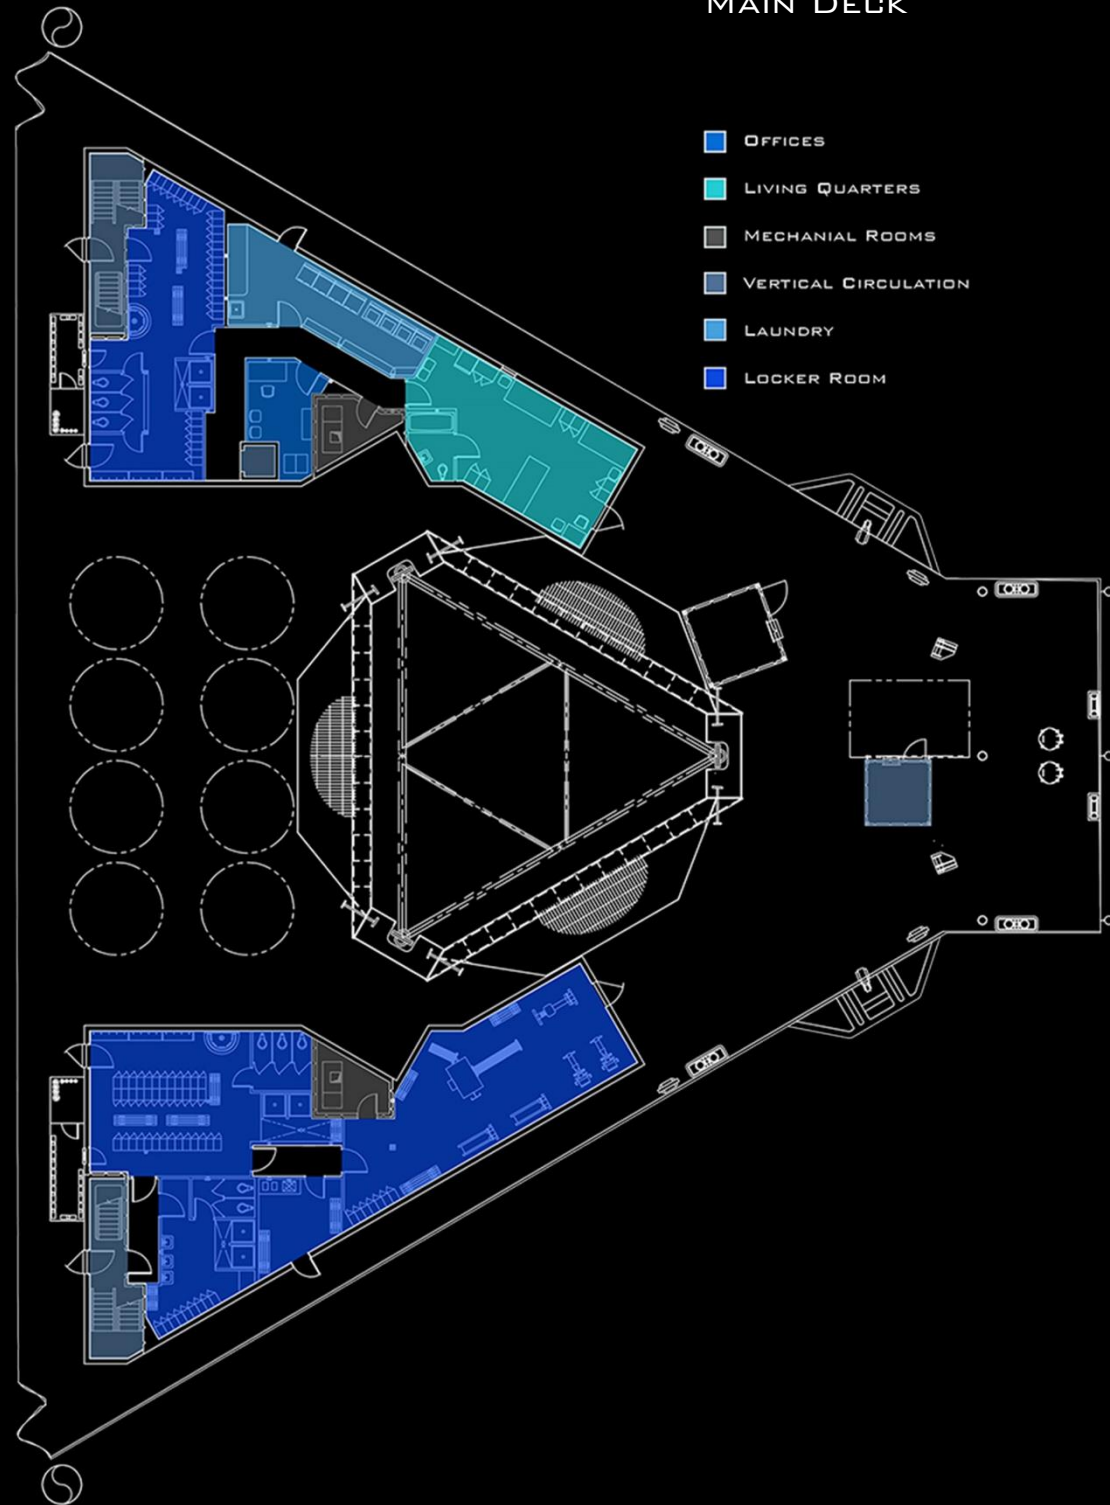 MAIN DECK
OFFICES
LIVING QUARTERS
MECHANIAL ROOMS
VERTICAL CIRCULATION
LAUNDRY
LOCKER ROOM